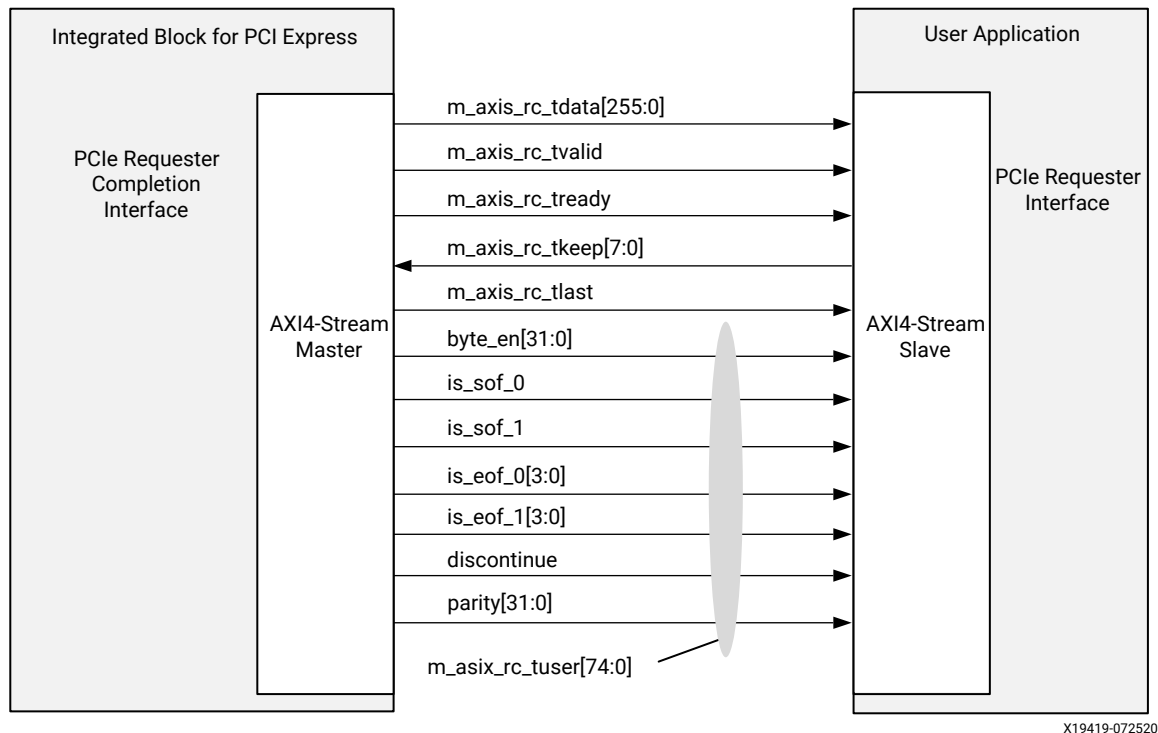 Integrated Block for PCI Express
User Application
m_axis_rc_tdata[255:0]
m_axis_rc_tvalid
m_axis_rc_tready
m_axis_rc_tkeep[7:0]
m_axis_rc_tlast
byte_en[31:0]
is_sof_0
is_sof_1
is_eof_0[3:0]
is_eof_1[3:0]
discontinue
parity[31:0]
m_asix_rc_tuser[74:0]
PCIe Requester
Completion
Interface
AXI4-Stream
Master
AXI4-Stream
Slave
PCIe Requester
Interface
X19419-072520